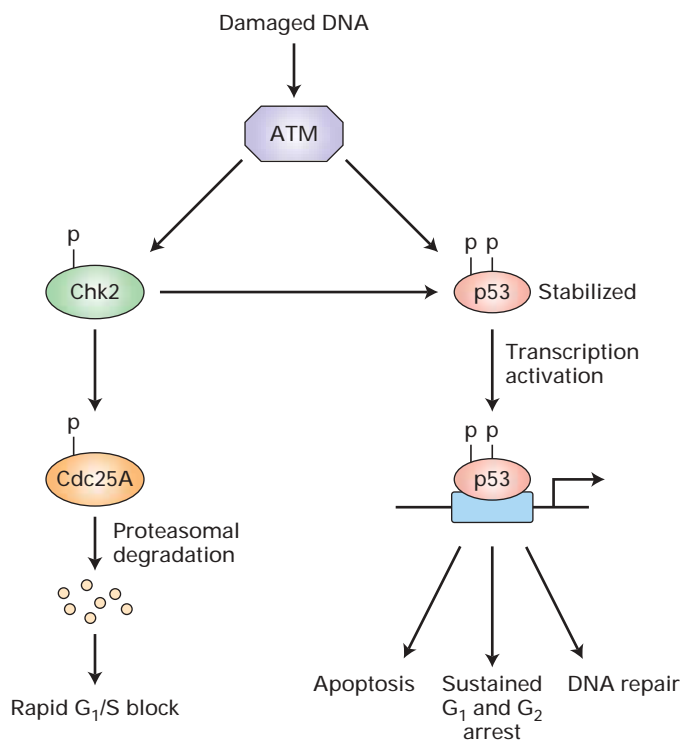 Damaged DNA
ATM
p
Chk2
p p
p53
Stabilized
Transcription
activation
p
Cdc25A
p p
p53
Proteasomal
degradation
Rapid G₁/S block
Apoptosis
Sustained
G₁ and G₂
arrest
DNA repair